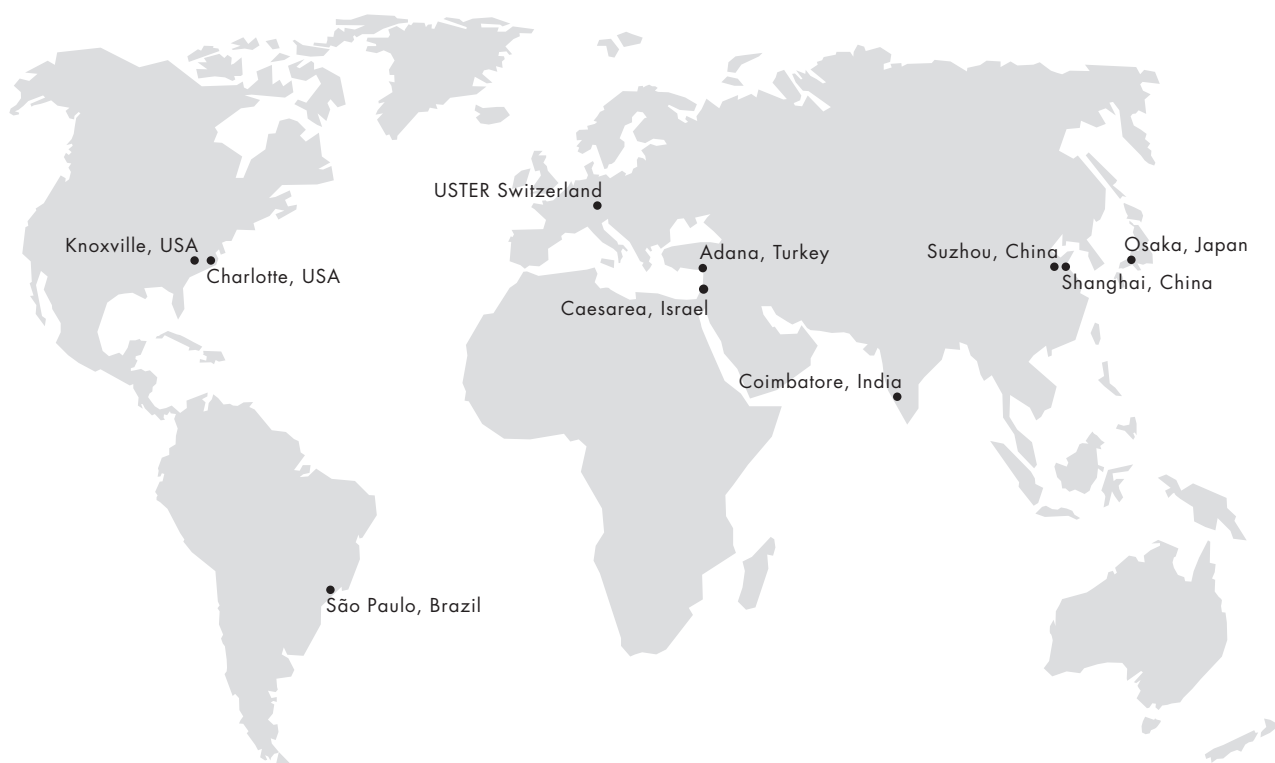 USTER Switzerland
Knoxville, USA
Charlotte, USA
Adana, Turkey
Caesarea, Israel
Suzhou, China
Osaka, Japan
Shanghai, China
Coimbatore, India
São Paulo, Brazil